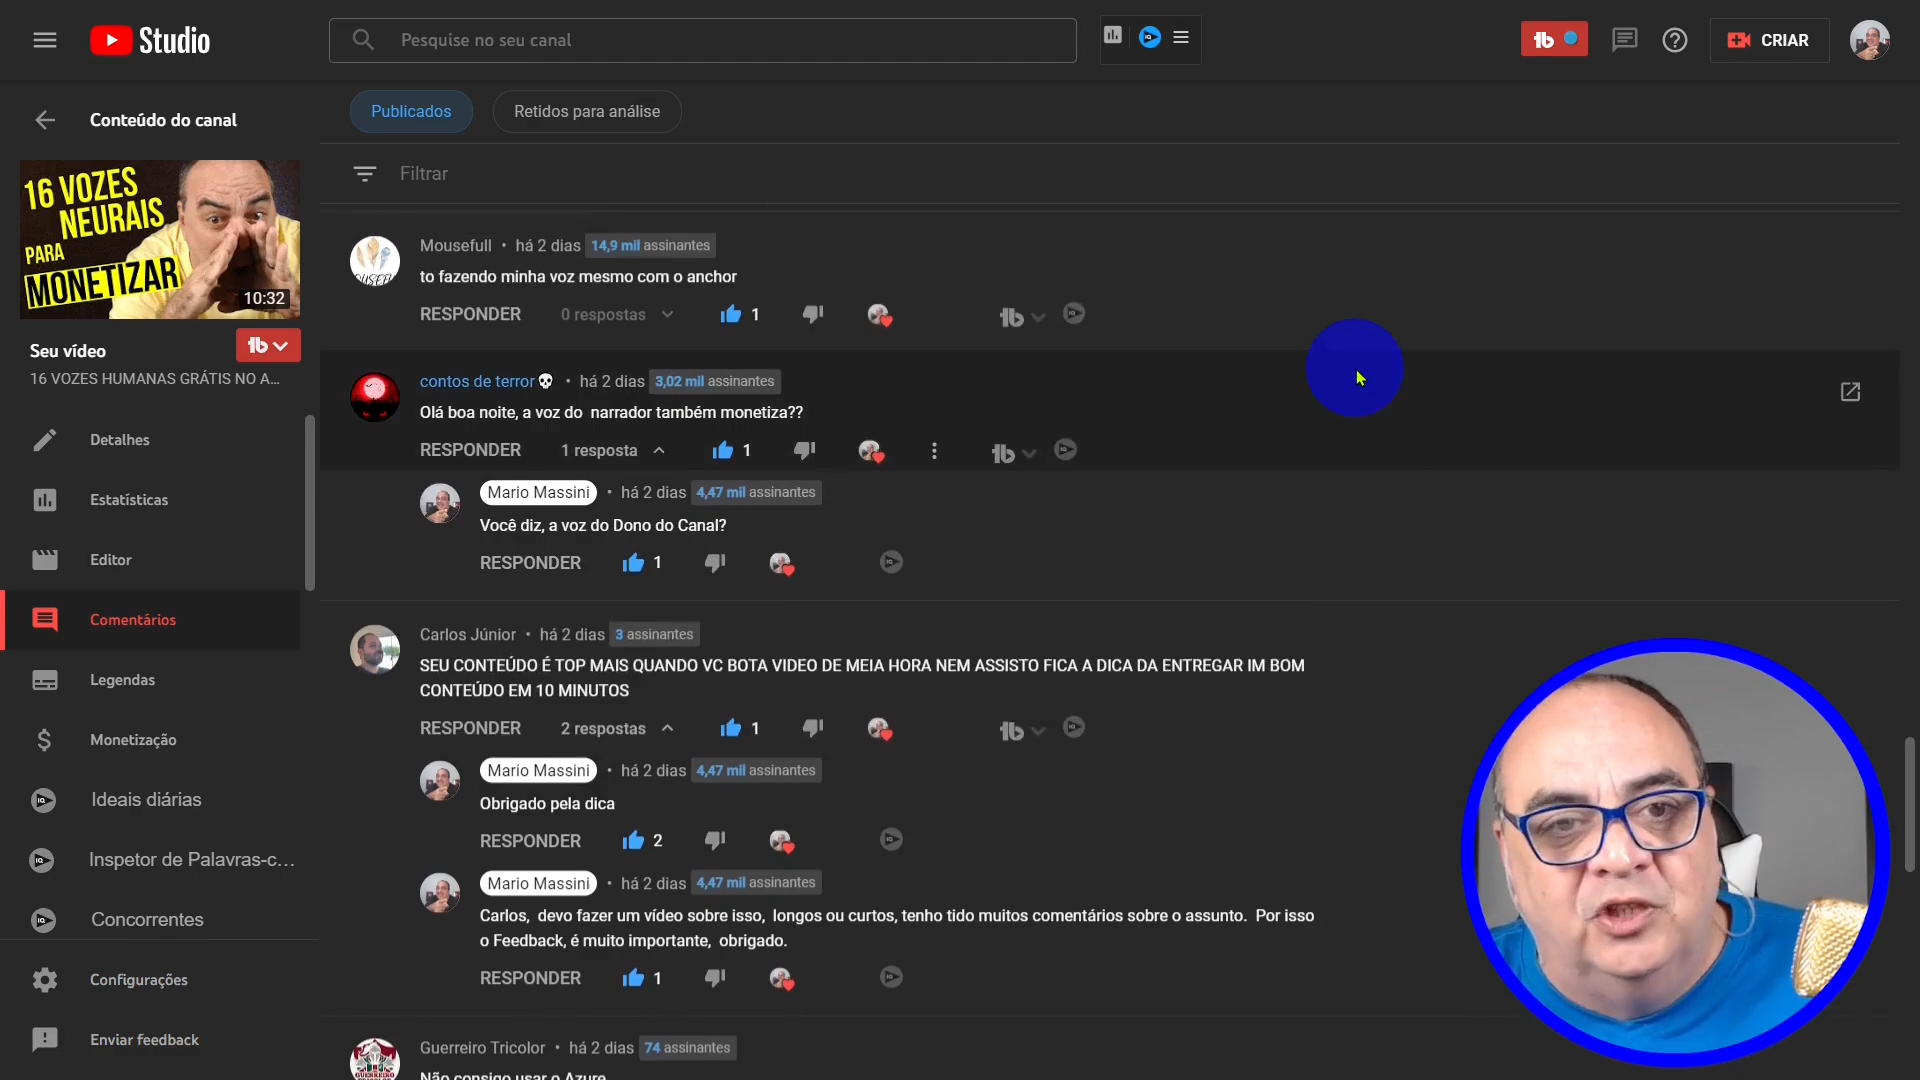 Studio
Pesquise no seu canal
CRIAR
Conteúdo do canal
Publicados
Retidos para análise
Filtrar
16 VOZES
NEURAIS
PARA
MONETIZAR
10:32
Seu vídeo
16 VOZES HUMANAS GRÁTIS NO A...
Detalhes
Estatísticas
Editor
Comentários
Legendas
Monetização
Ideais diárias
Inspetor de Palavras-c...
Concorrentes
Configurações
Enviar feedback
Mousefull • há 2 dias 14,9 mil assinantes
to fazendo minha voz mesmo com o anchor
RESPONDER 0 respostas 1
contos de terror💀 • há 2 dias 3,02 mil assinantes
Olá boa noite, a voz do narrador também monetiza??
RESPONDER 1 resposta 1
Mario Massini • há 2 dias 4,47 mil assinantes
Você diz, a voz do Dono do Canal?
RESPONDER 1
Carlos Júnior • há 2 dias 3 assinantes
SEU CONTEÚDO É TOP MAIS QUANDO VC BOTA VIDEO DE MEIA HORA NEM ASSISTO FICA A DICA DA ENTREGAR IM BOM
CONTEÚDO EM 10 MINUTOS
RESPONDER 2 respostas 1
Mario Massini • há 2 dias 4,47 mil assinantes
Obrigado pela dica
RESPONDER 2
Mario Massini • há 2 dias 4,47 mil assinantes
Carlos, devo fazer um vídeo sobre isso, longos ou curtos, tenho tido muitos comentários sobre o assunto. Por isso
o Feedback, é muito importante, obrigado.
RESPONDER 1
Guerreiro Tricolor • há 2 dias 74 assinantes
Não consigo usar o Azure